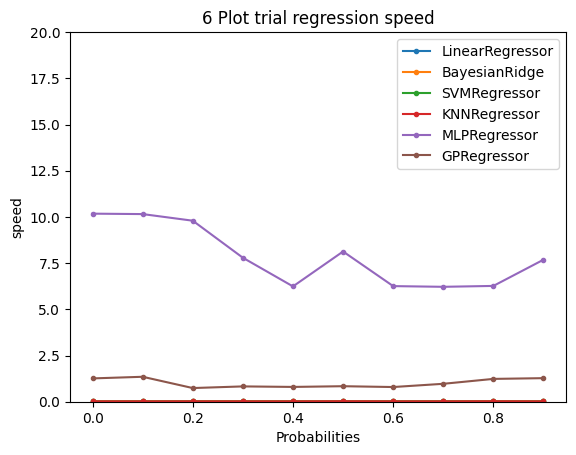 6 Plot trial regression speed
20.0
17.5
15.0
12.5
10.0
7.5
5.0
2.5
0.0
speed
LinearRegressor
BayesianRidge
SVMRegressor
KNNRegressor
MLPRegressor
GPRegressor
0.0 0.2 0.4 0.6 0.8
Probabilities